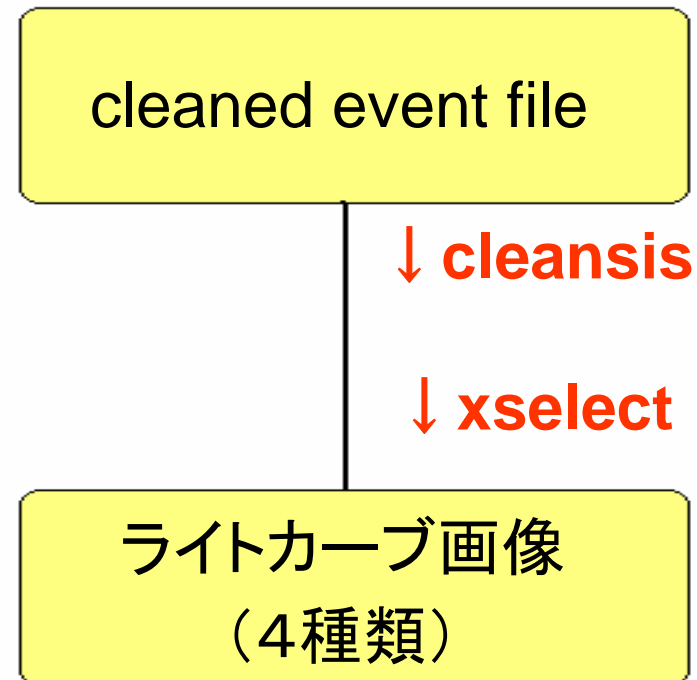 cleaned event file
↓ cleansis
↓ xselect
ライトカーブ画像
（4種類）